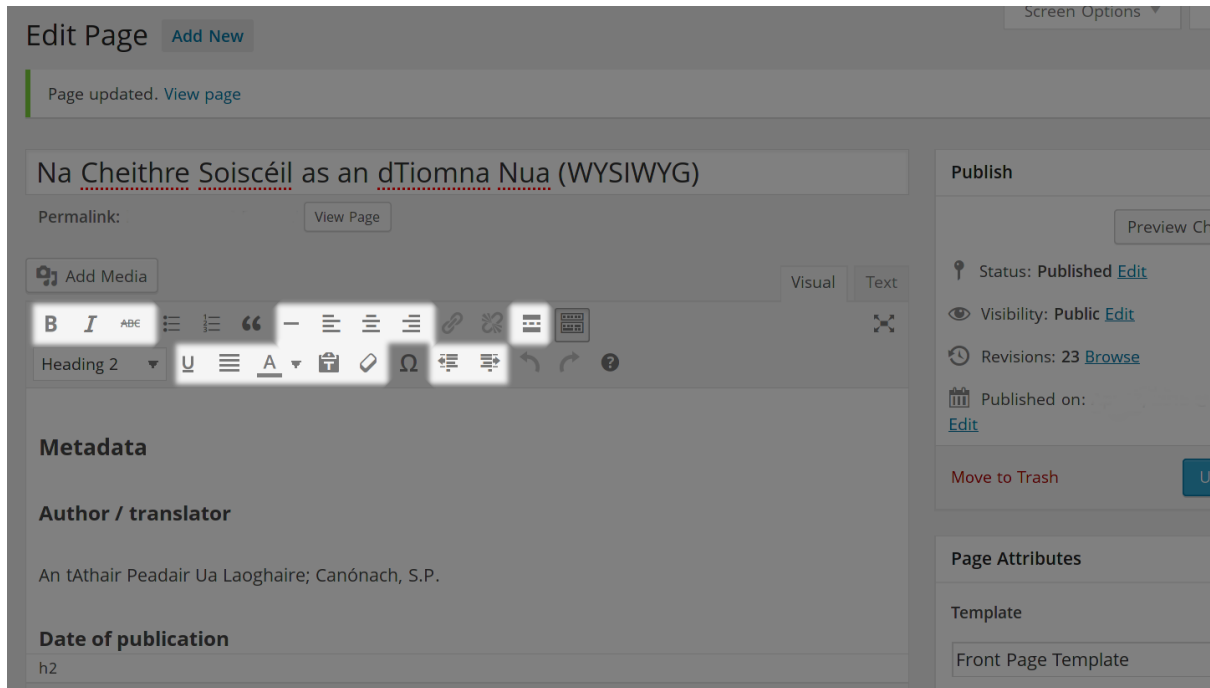 Screen Options
Edit Page Add New
Page updated. View page
Na Cheithre Soiscéil as an dTiomna Nua (WYSIWYG)
Permalink: View Page
Add Media
Visual Text
B I ABC
Heading 2 U A T Ω ?
Metadata
Author / translator
An tAthair Peadair Ua Laoghaire; Canónach, S.P.
Date of publication
h2
Publish
Preview Ch
Status: Published Edit
Visibility: Public Edit
Revisions: 23 Browse
Published on:
Edit
Move to Trash U
Page Attributes
Template
Front Page Template